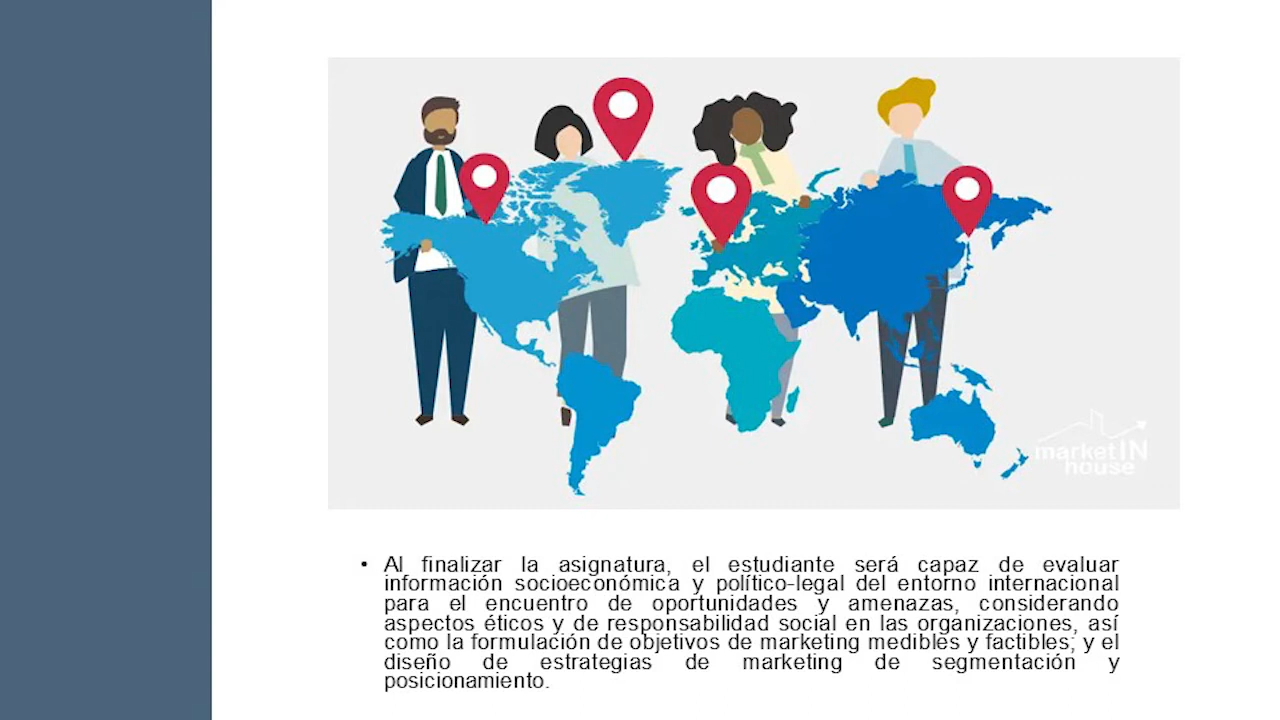 marketIN
house
• Al finalizar la asignatura, el estudiante será capaz de evaluar
información socioeconómica y político-legal del entorno internacional
para el encuentro de oportunidades y amenazas, considerando
aspectos éticos y de responsabilidad social en las organizaciones, así
como la formulación de objetivos de marketing medibles y factibles; y el
diseño de estrategias de marketing de segmentación y
posicionamiento.